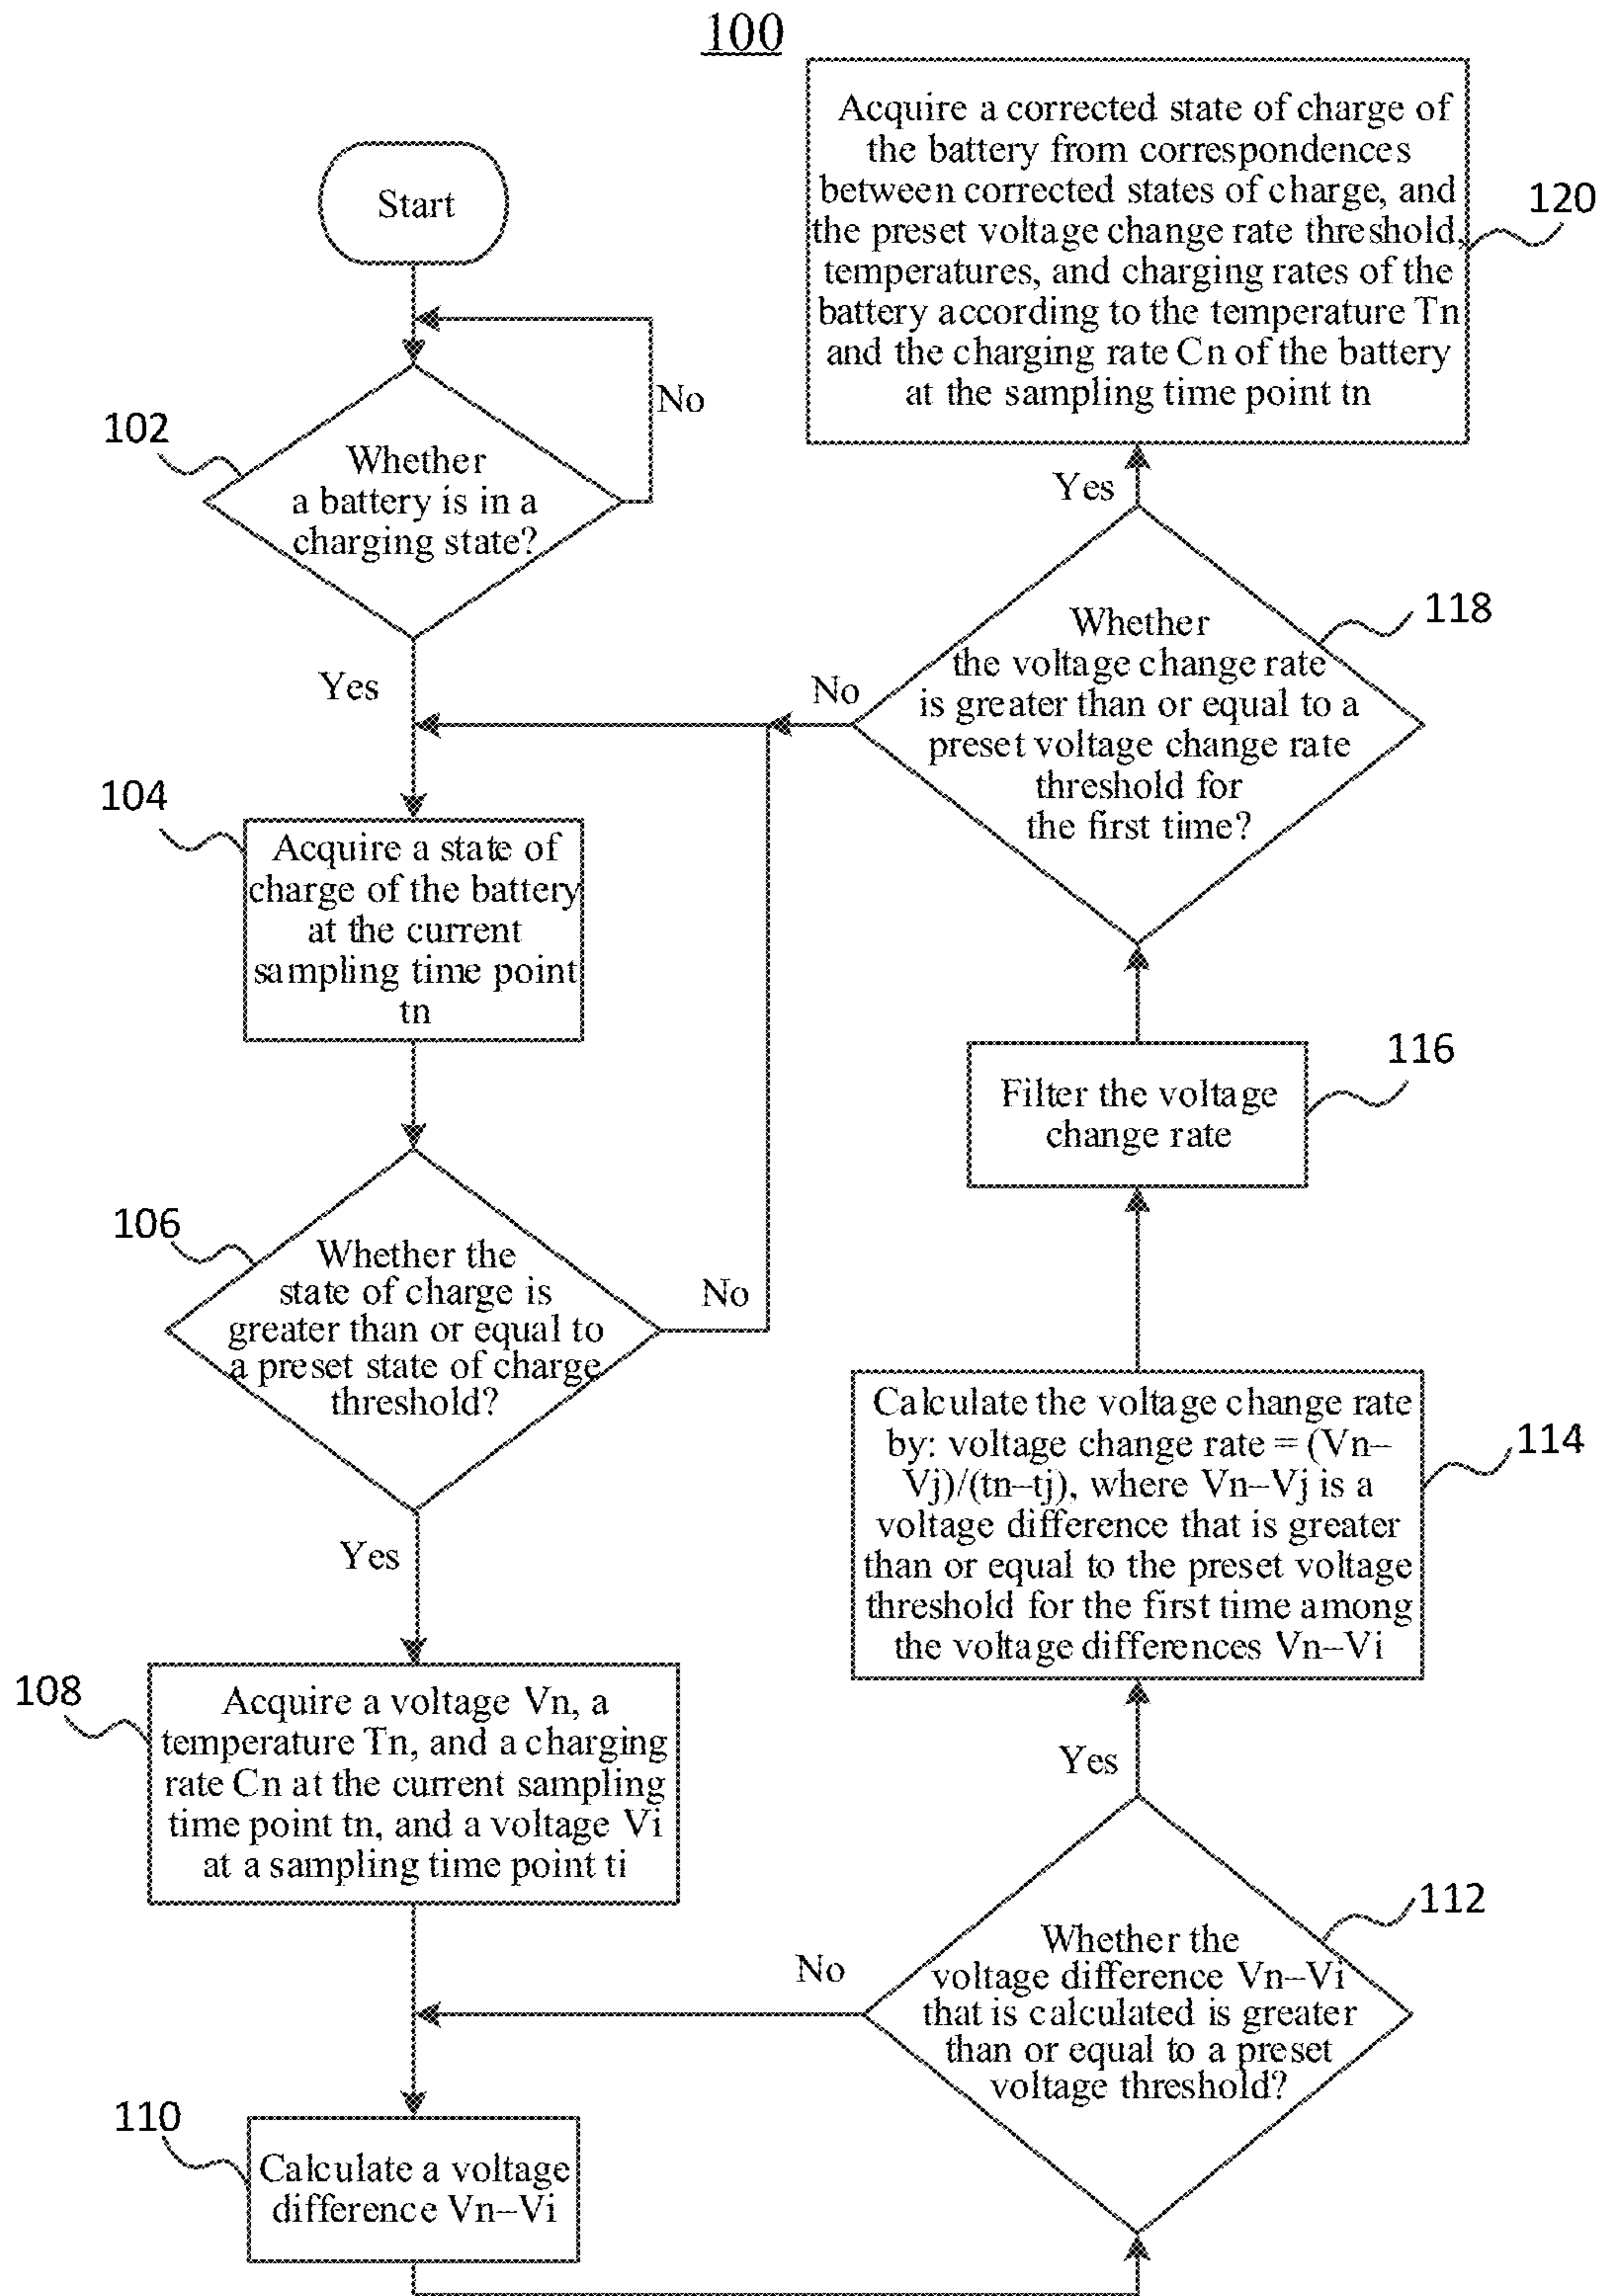 100
Start
No
102
Whether
a battery is in a
charging state?
Yes
104
Acquire a state of
charge of the battery
at the current
sampling time point
tn
106
Whether the
state of charge is
greater than or equal to
a preset state of charge
threshold?
No
Yes
108
Acquire a voltage Vn, a
temperature Tn, and a charging
rate Cn at the current sampling
time point tn, and a voltage Vi
at a sampling time point ti
110
Calculate a voltage
difference Vn–Vi
112
Whether the
voltage difference Vn–Vi
that is calculated is greater
than or equal to a preset
voltage threshold?
No
Yes
114
Calculate the voltage change rate
by: voltage change rate = (Vn–
Vj)/(tn–tj), where Vn–Vj is a
voltage difference that is greater
than or equal to the preset voltage
threshold for the first time among
the voltage differences Vn–Vi
116
Filter the voltage
change rate
118
Whether
the voltage change rate
is greater than or equal to a
preset voltage change rate
threshold for
the first time?
No
Yes
120
Acquire a corrected state of charge of
the battery from correspondences
between corrected states of charge, and
the preset voltage change rate threshold,
temperatures, and charging rates of the
battery according to the temperature Tn
and the charging rate Cn of the battery
at the sampling time point tn